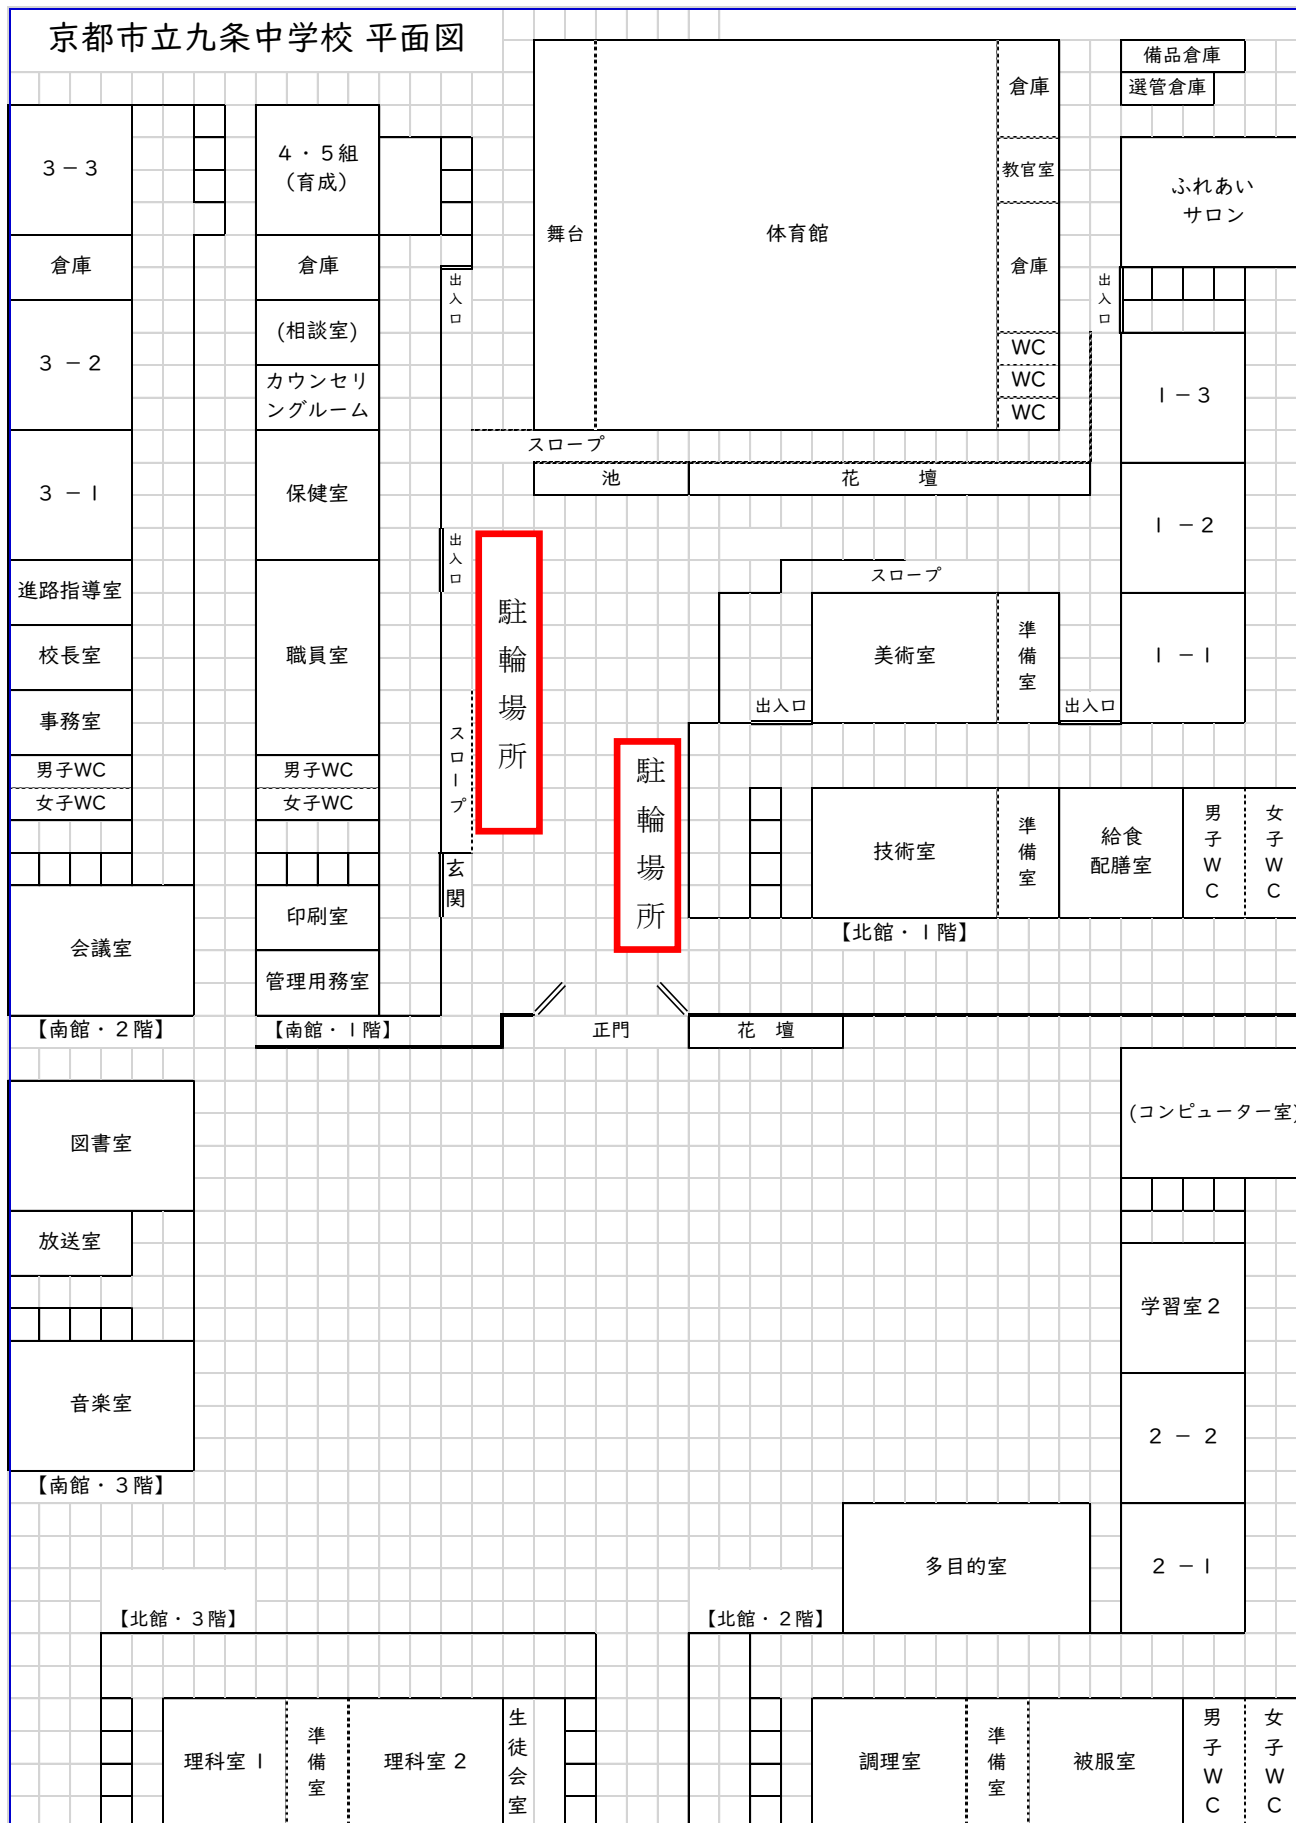 京都市立九条中学校 平面図
備品倉庫
選管倉庫
3－3
4・5組
（育成）
舞台
体育館
倉庫
教官室
倉庫
ふれあい
サロン
倉庫
倉庫
出入口
出入口
3－2
(相談室)
カウンセリ
ングルーム
WC
WC
WC
1－3
スロープ
池
花　壇
3－1
保健室
出入口
1－2
駐輪場所
スロープ
進路指導室
校長室
事務室
職員室
美術室
準備室
1－1
出入口
出入口
スロープ
駐輪場所
男子WC
女子WC
男子WC
女子WC
技術室
準備室
給食
配膳室
男子WC
女子WC
玄関
会議室
印刷室
管理用務室
【北館・1階】
【南館・2階】
【南館・1階】
正門
花　壇
図書室
(コンピューター室)
放送室
学習室2
音楽室
2－2
【南館・3階】
多目的室
2－1
【北館・3階】
【北館・2階】
理科室1
準備室
理科室2
生徒会室
調理室
準備室
被服室
男子WC
女子WC